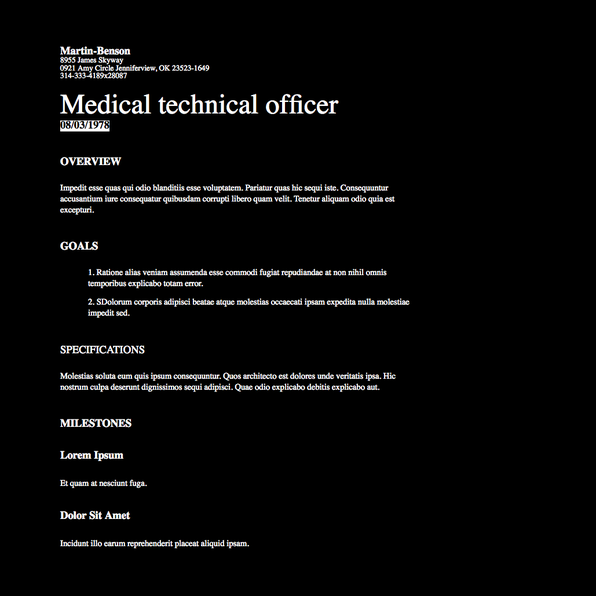 Martin-Benson
8955 James Skyway
0921 Amy Circle Jenniferview, OK 23523-1649
314-333-4189x28087
Medical technical officer
08/03/1978
OVERVIEW
Impedit esse quas qui odio blanditiis esse voluptatem. Pariatur quas hic sequi iste. Consequuntur
accusantium iure consequatur quibusdam corrupti libero quam velit. Tenetur aliquam odio quia est
excepturi.
GOALS
1. Ratione alias veniam assumenda esse commodi fugiat repudiandae at non nihil omnis
temporibus explicabo totam error.
2. SDolorum corporis adipisci beatae atque molestias occaecati ipsam expedita nulla molestiae
impedit sed.
SPECIFICATIONS
Molestias soluta eum quis ipsum consequuntur. Quos architecto est dolores unde veritatis ipsa. Hic
nostrum culpa deserunt dignissimos sequi adipisci. Quae odio explicabo debitis explicabo aut.
MILESTONES
Lorem Ipsum
Et quam at nesciunt fuga.
Dolor Sit Amet
Incidunt illo earum reprehenderit placeat aliquid ipsam.